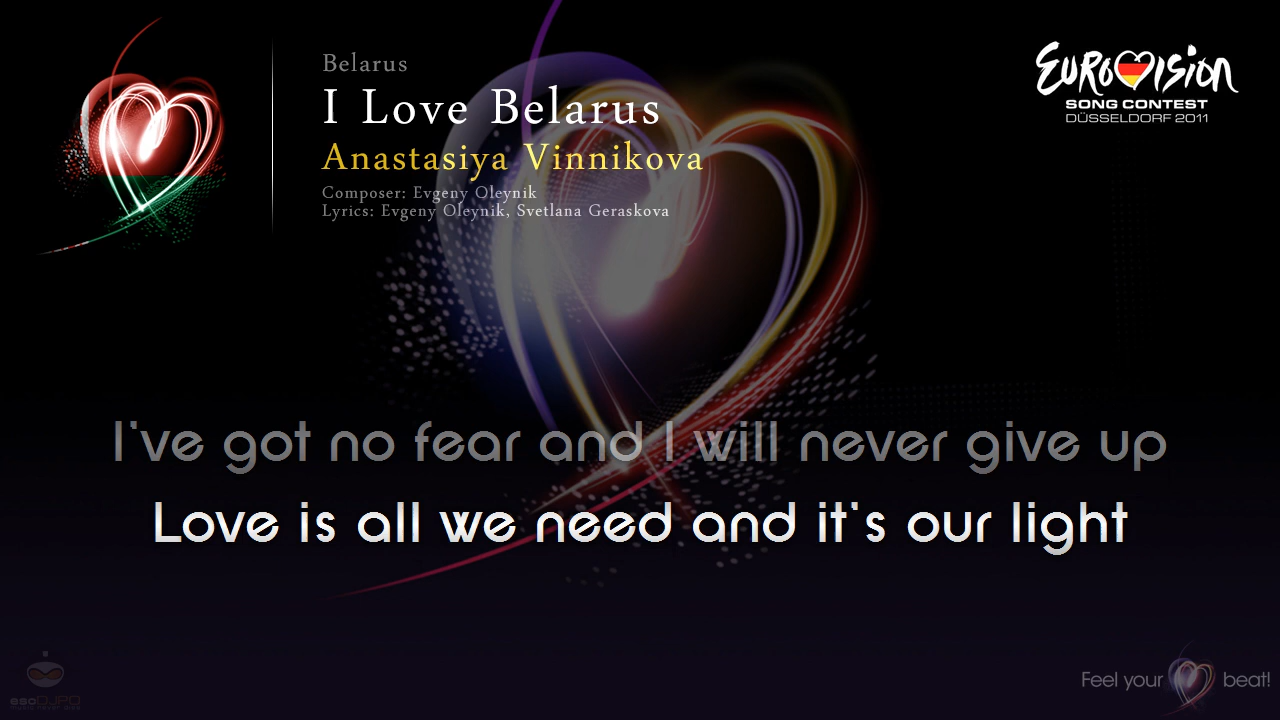 Belarus
I Love Belarus
Anastasiya Vinnikova
Composer: Evgeny Oleynik
Lyrics: Evgeny Oleynik, Svetlana Geraskova
EUROVISION
SONG CONTEST
DÜSSELDORF 2011
I've got no fear and I will never give up
Love is all we need and it's our light
escDJPD
Feel your beat!